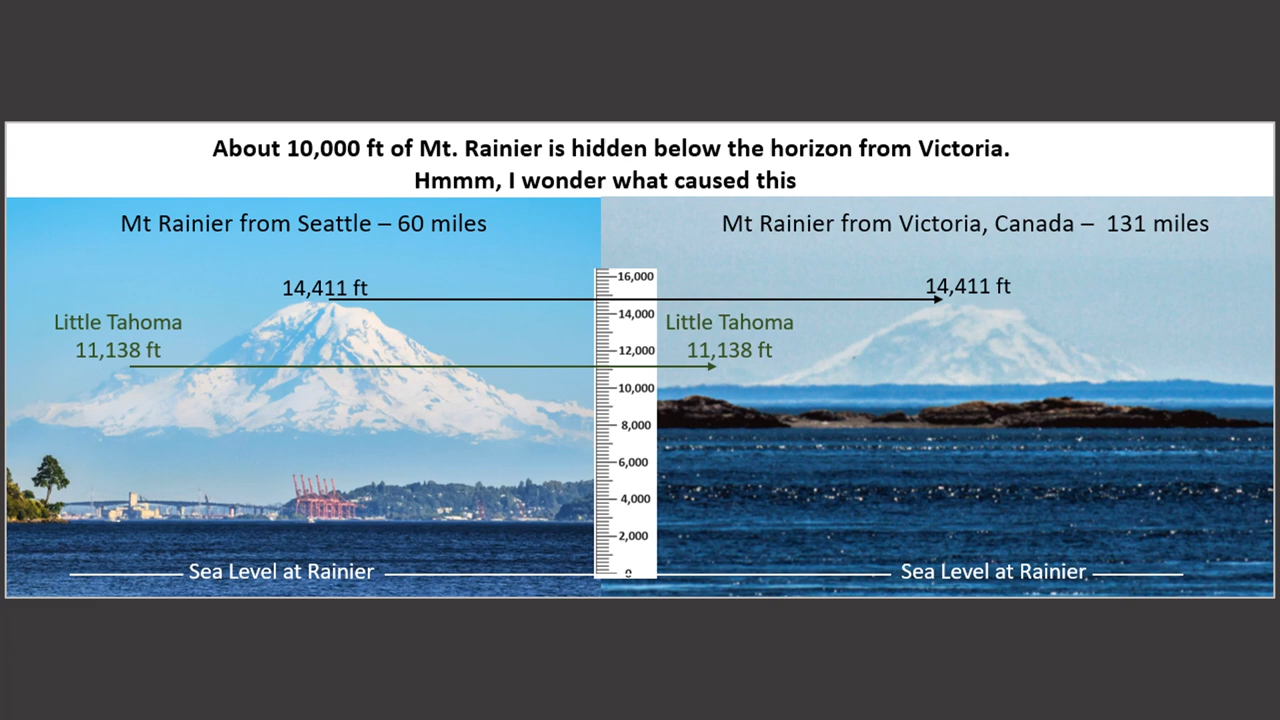 About 10,000 ft of Mt. Rainier is hidden below the horizon from Victoria.
Hmmm, I wonder what caused this
Mt Rainier from Seattle – 60 miles
Mt Rainier from Victoria, Canada – 131 miles
14,411 ft
14,411 ft
Little Tahoma
11,138 ft
Little Tahoma
11,138 ft
16,000
14,000
12,000
10,000
8,000
6,000
4,000
2,000
0
Sea Level at Rainier
Sea Level at Rainier